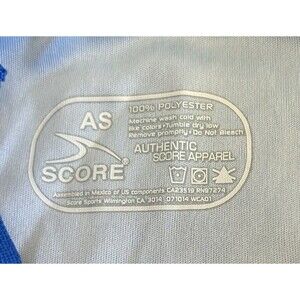 AS
SCORE®
100% POLYESTER
Machine wash cold with
like colors • Tumble dry low
Remove promptly • Do Not Bleach
AUTHENTIC
SCORE APPAREL
Assembled in Mexico of US components CA23519 RN87274
Score Sports Wilmington CA 3014 071014 WCA01